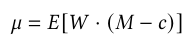 μ = E[W · (M − c)]